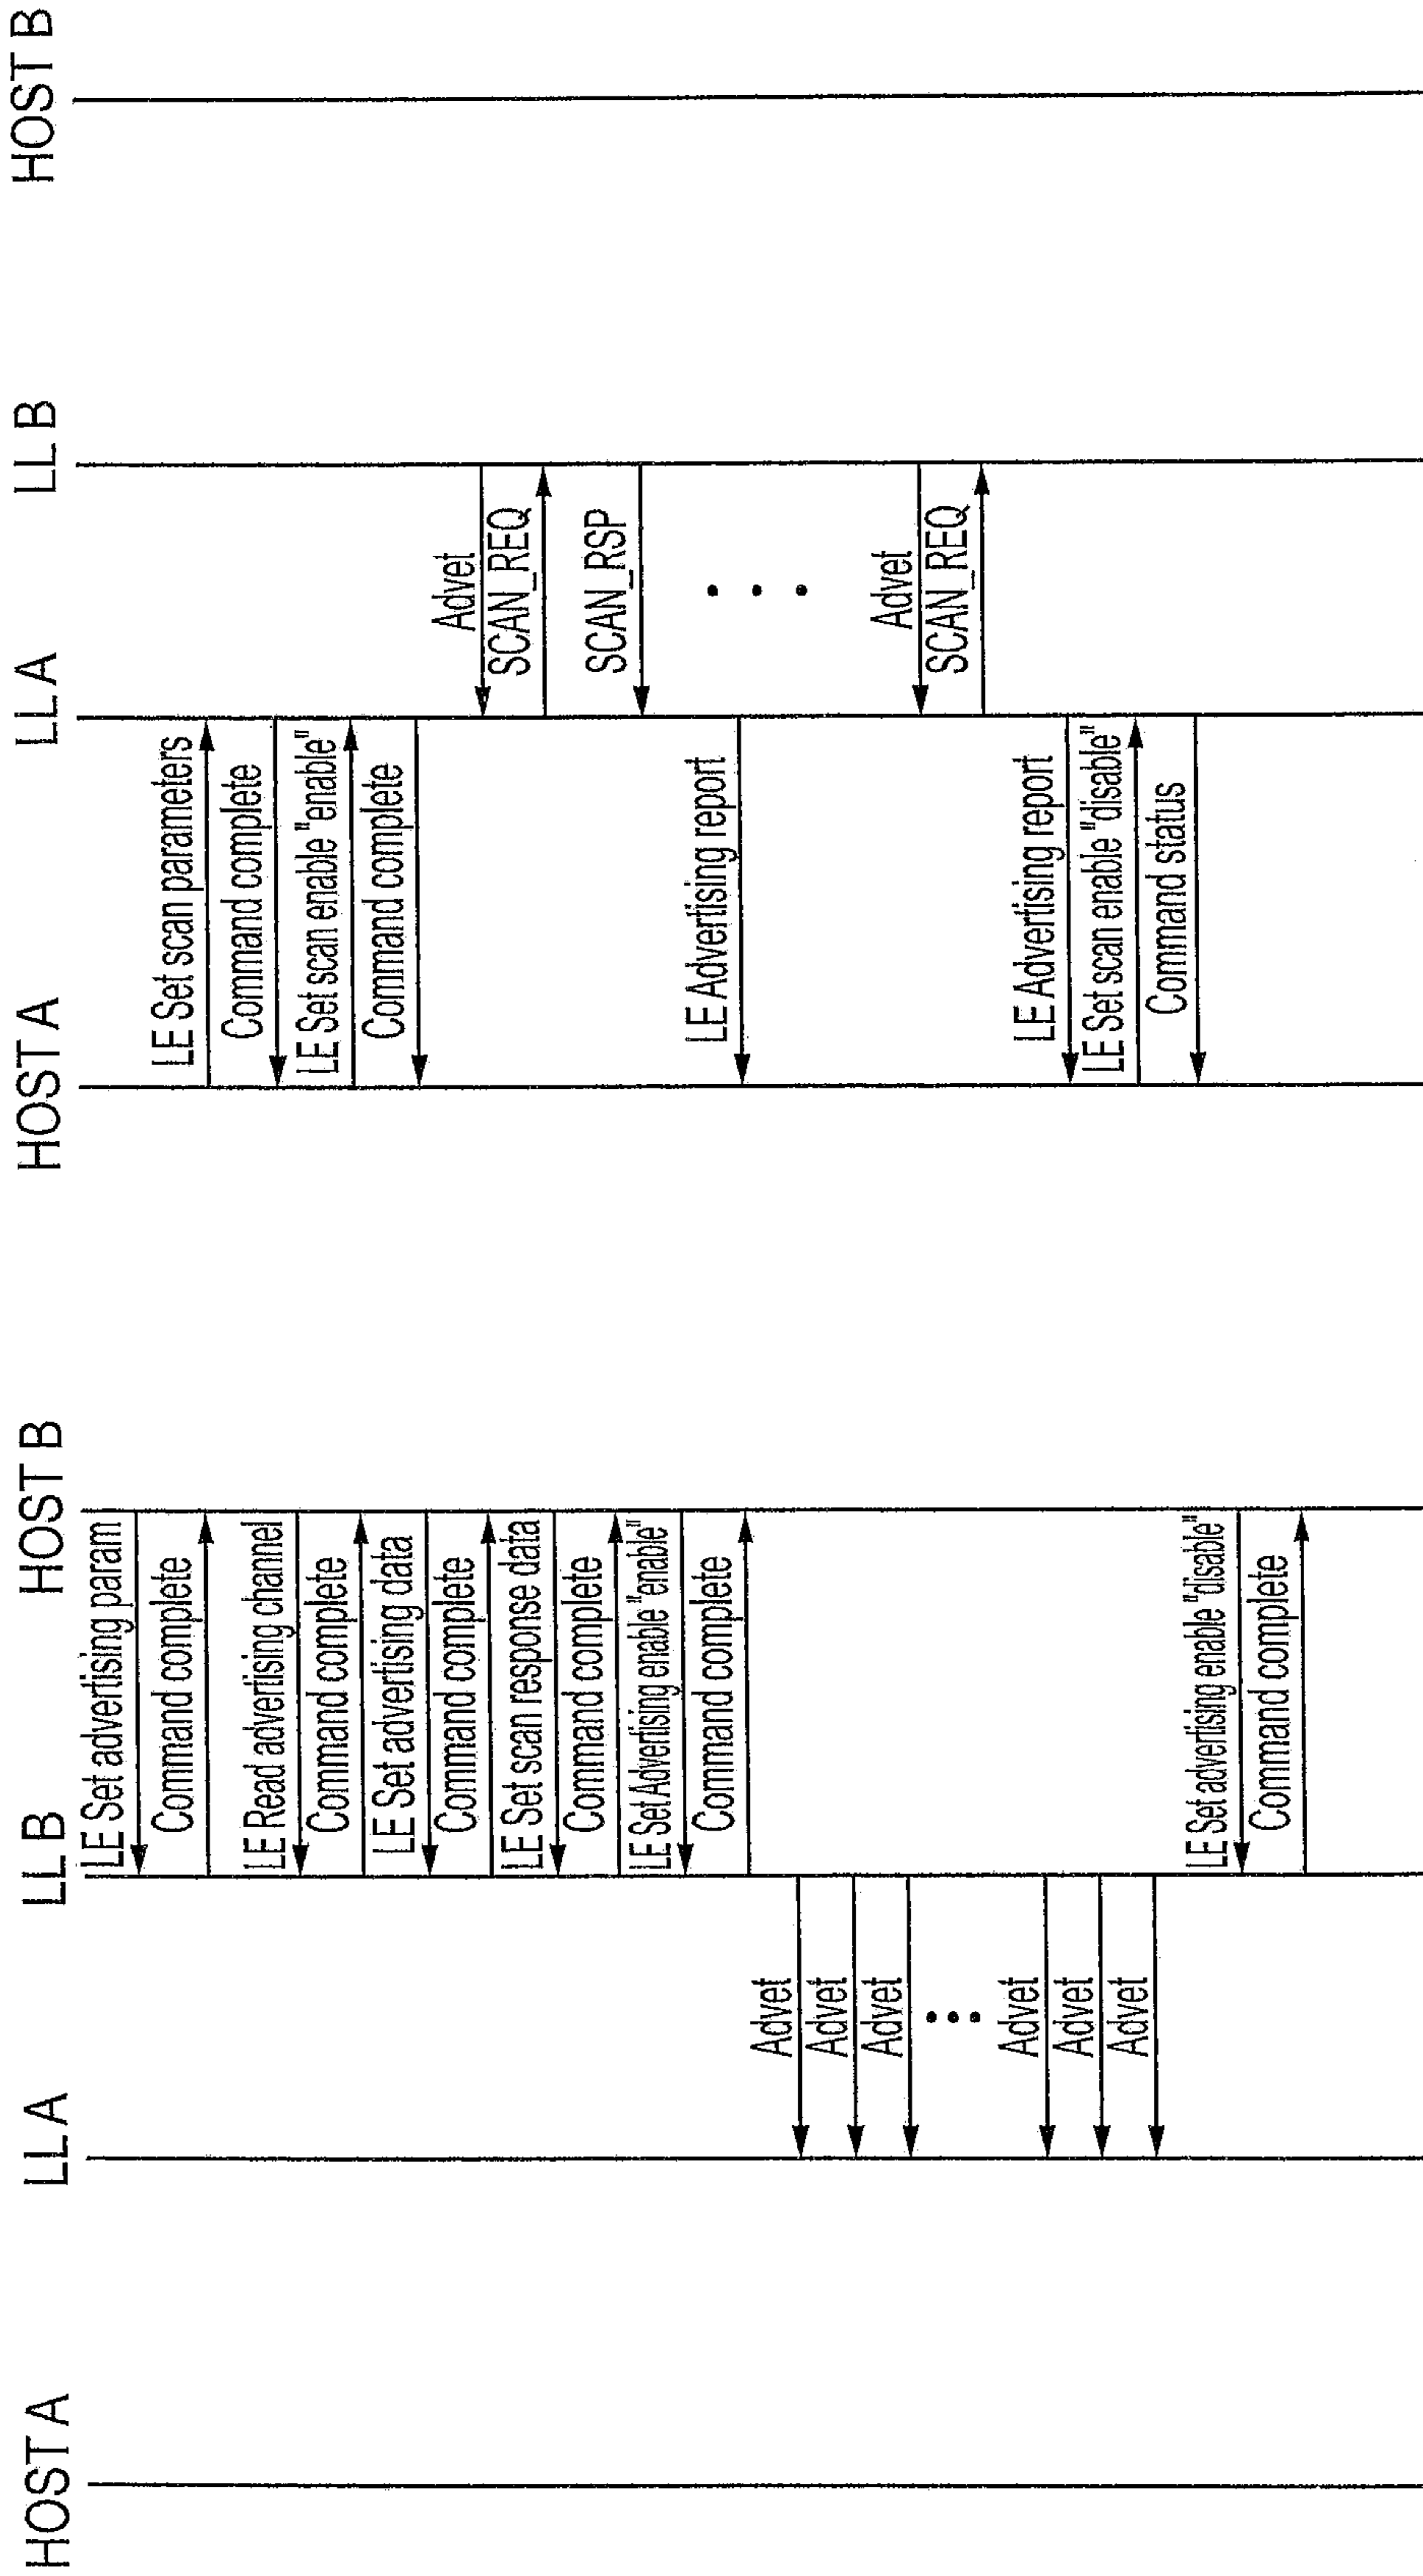 HOST A
LL A
LL B
HOST B
LE Set advertising param
Command complete
LE Read advertising channel
Command complete
LE Set advertising data
Command complete
LE Set scan response data
Command complete
LE Set Advertising enable "enable"
Command complete
Advet
Advet
Advet
Advet
Advet
Advet
LE Set advertising enable "disable"
Command complete
HOST A
LL A
LL B
HOST B
LE Set scan parameters
Command complete
LE Set scan enable "enable"
Command complete
Advet
SCAN_REQ
SCAN_RSP
LE Advertising report
Advet
SCAN_REQ
LE Advertising report
LE Set scan enable "disable"
Command status